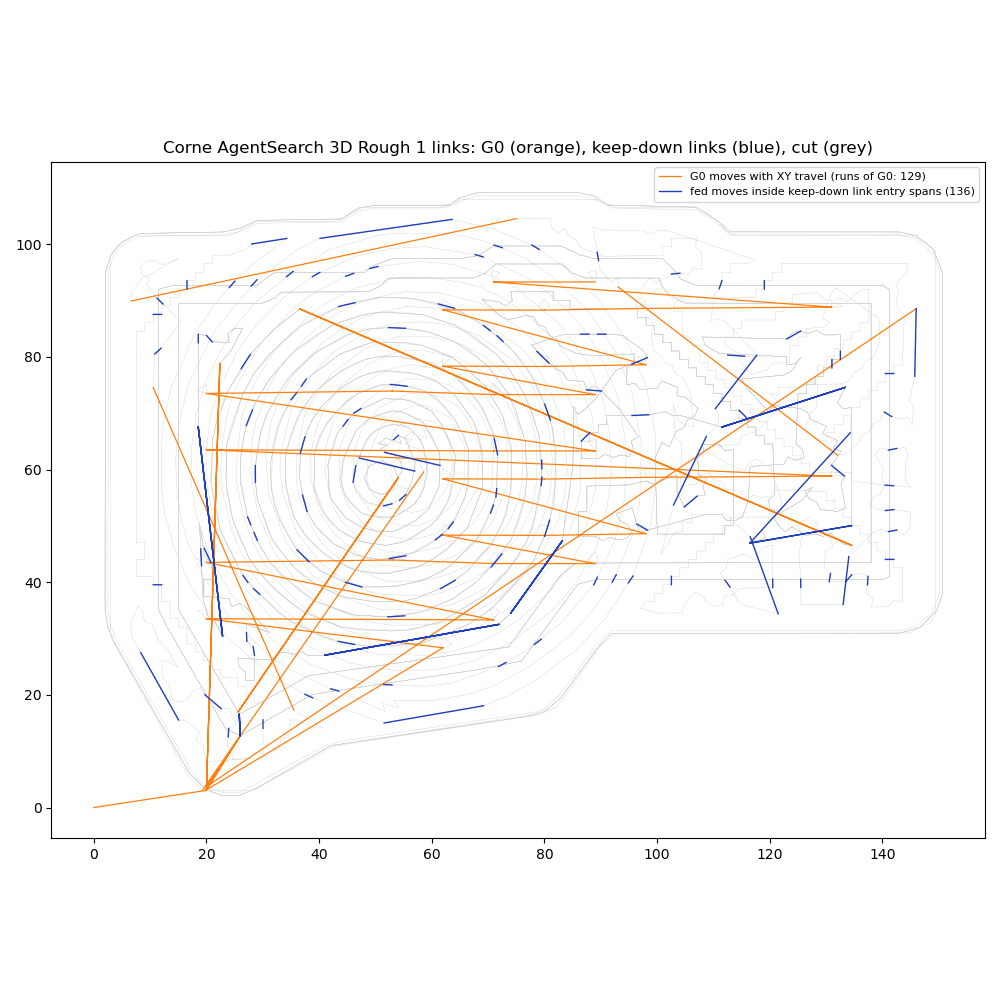 Corne AgentSearch 3D Rough 1 links: G0 (orange), keep-down links (blue), cut (grey)
G0 moves with XY travel (runs of G0: 129)
fed moves inside keep-down link entry spans (136)
100
80
60
40
20
0
0 20 40 60 80 100 120 140